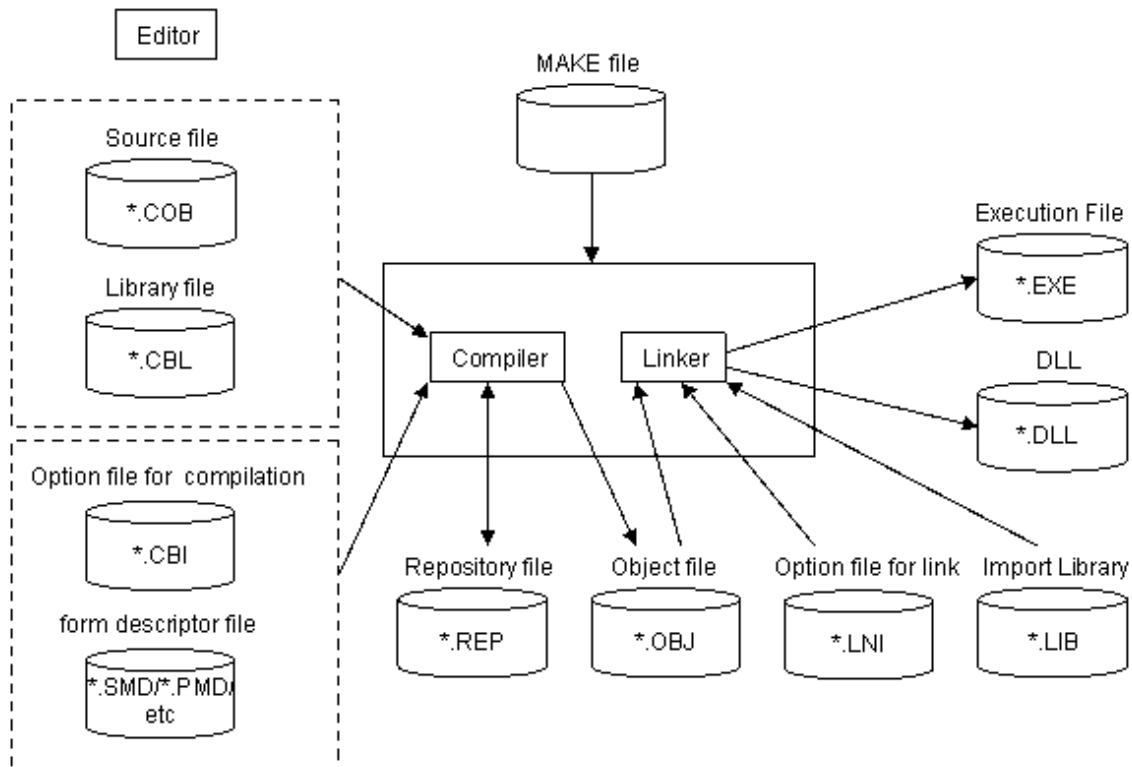 Editor
MAKE file
Source file
*.COB
Library file
*.CBL
Option file for compilation
*.CBI
form descriptor file
*.SMD/*.PMD/
etc
Compiler
Linker
Execution File
*.EXE
DLL
*.DLL
Repository file
*.REP
Object file
*.OBJ
Option file for link
*.LNI
Import Library
*.LIB